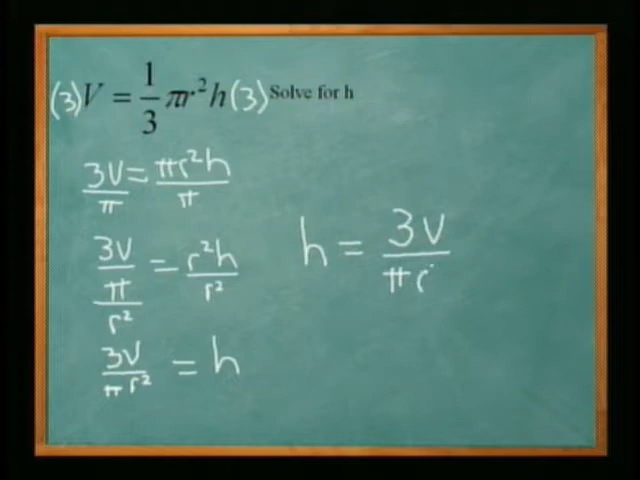 (3)V = 1/3 πr²h(3) Solve for h
3V/π = πr²h/π
3V/π/r² = r²h/r²
3V/πr² = h
h = 3V/πr